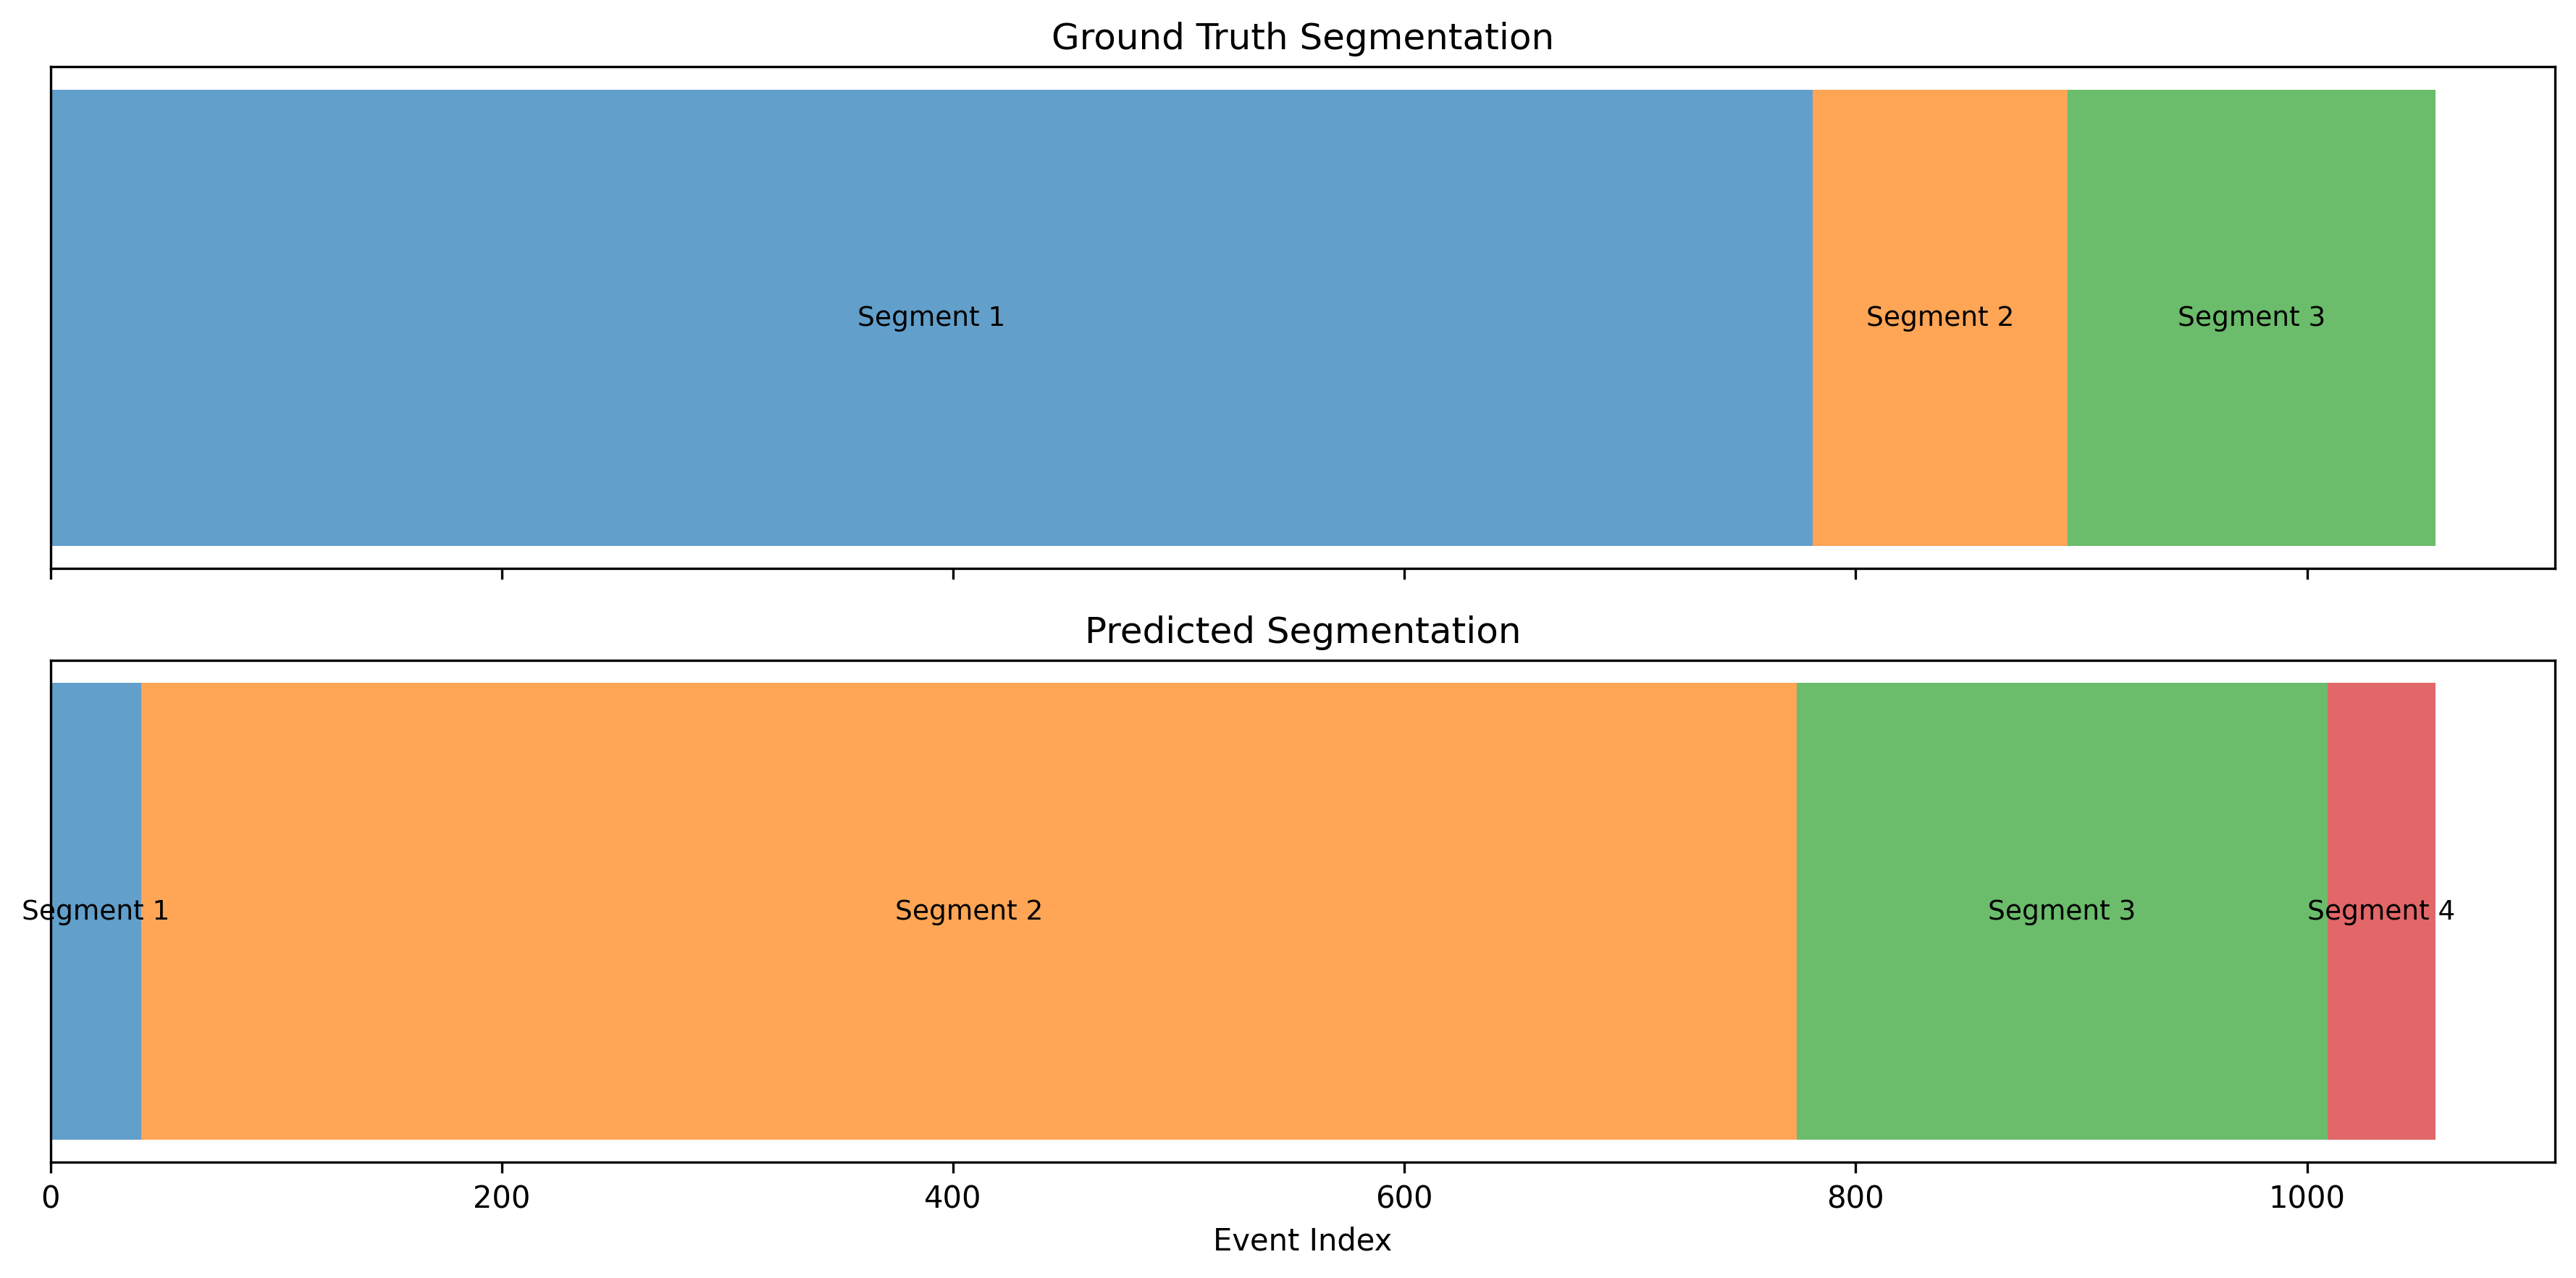 Ground Truth Segmentation
Segment 1 Segment 2 Segment 3
Predicted Segmentation
Segment 1 Segment 2 Segment 3 Segment 4
0 200 400 600 800 1000
Event Index